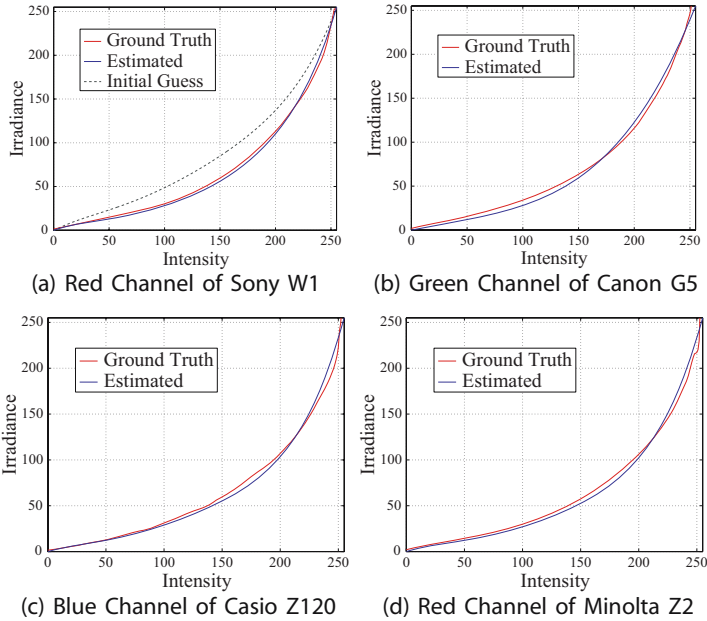 250
200
150
100
50
0
Irradiance
Ground Truth
Estimated
Initial Guess
0 50 100 150 200 250
Intensity
(a) Red Channel of Sony W1
250
200
150
100
50
0
Irradiance
Ground Truth
Estimated
0 50 100 150 200 250
Intensity
(b) Green Channel of Canon G5
250
200
150
100
50
0
Irradiance
Ground Truth
Estimated
0 50 100 150 200 250
Intensity
(c) Blue Channel of Casio Z120
250
200
150
100
50
0
Irradiance
Ground Truth
Estimated
0 50 100 150 200 250
Intensity
(d) Red Channel of Minolta Z2